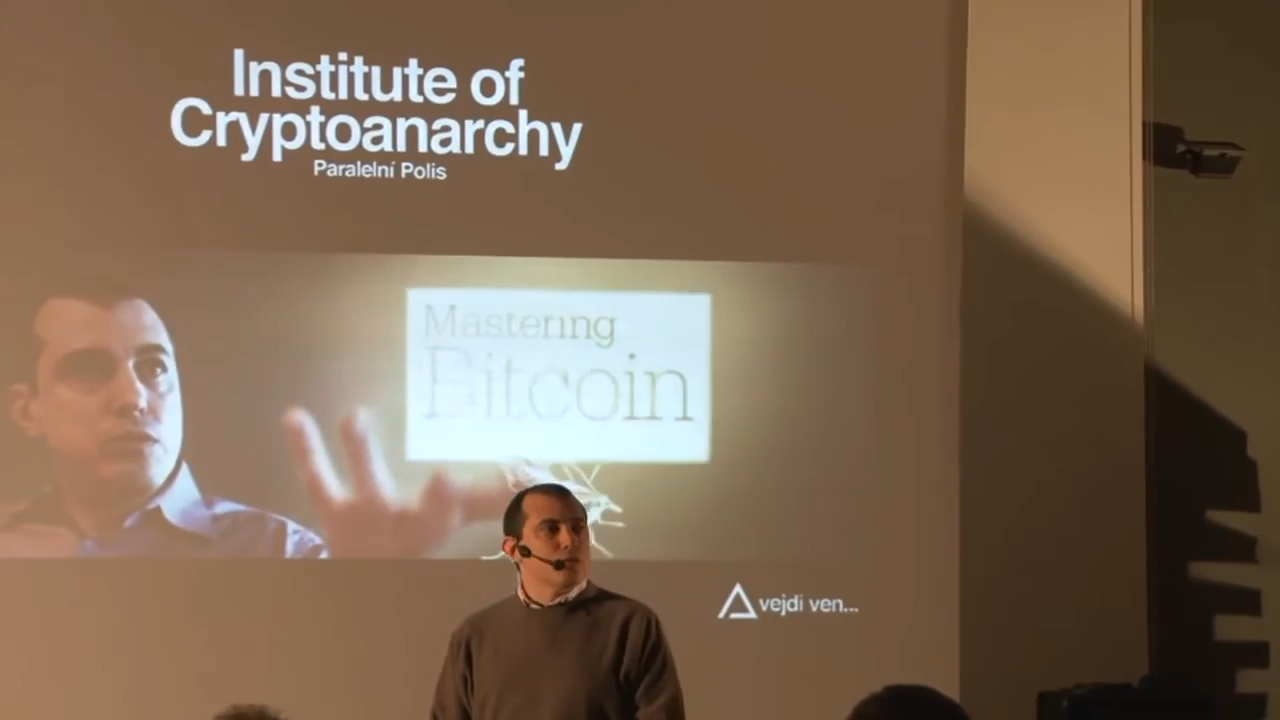 Institute of
Cryptoanarchy
Paralelní Polis
Mastering
Bitcoin
vejdi ven...